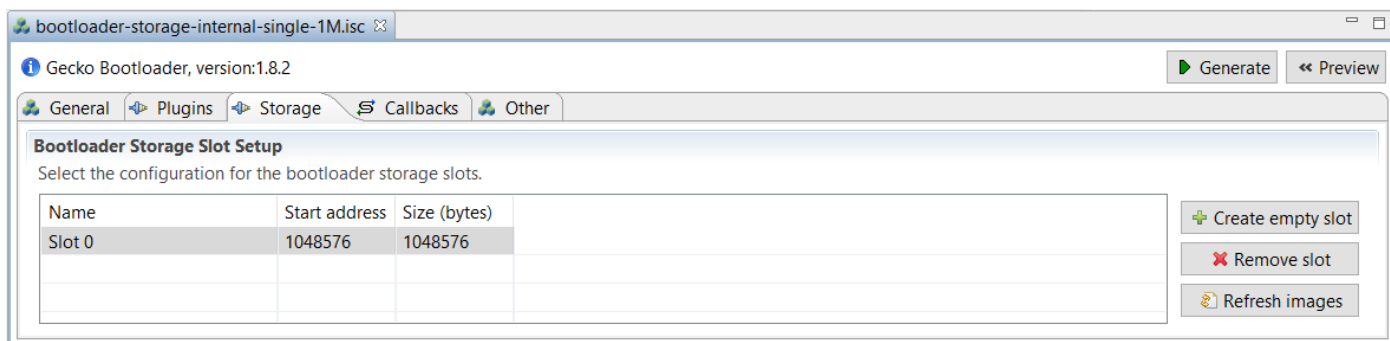 bootloader-storage-internal-single-1M.isc
Gecko Bootloader, version:1.8.2
Generate
Preview
General Plugins Storage Callbacks Other
Bootloader Storage Slot Setup
Select the configuration for the bootloader storage slots.
Name Start address Size (bytes)
Slot 0 1048576 1048576
Create empty slot
Remove slot
Refresh images